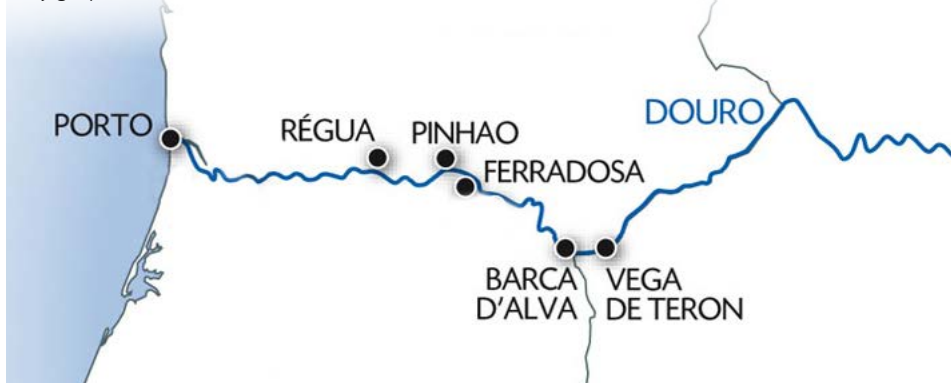 DOURO
PORTO
RÉGUA
PINHAO
FERRADOSA
BARCA
D'ALVA
VEGA
DE TERON